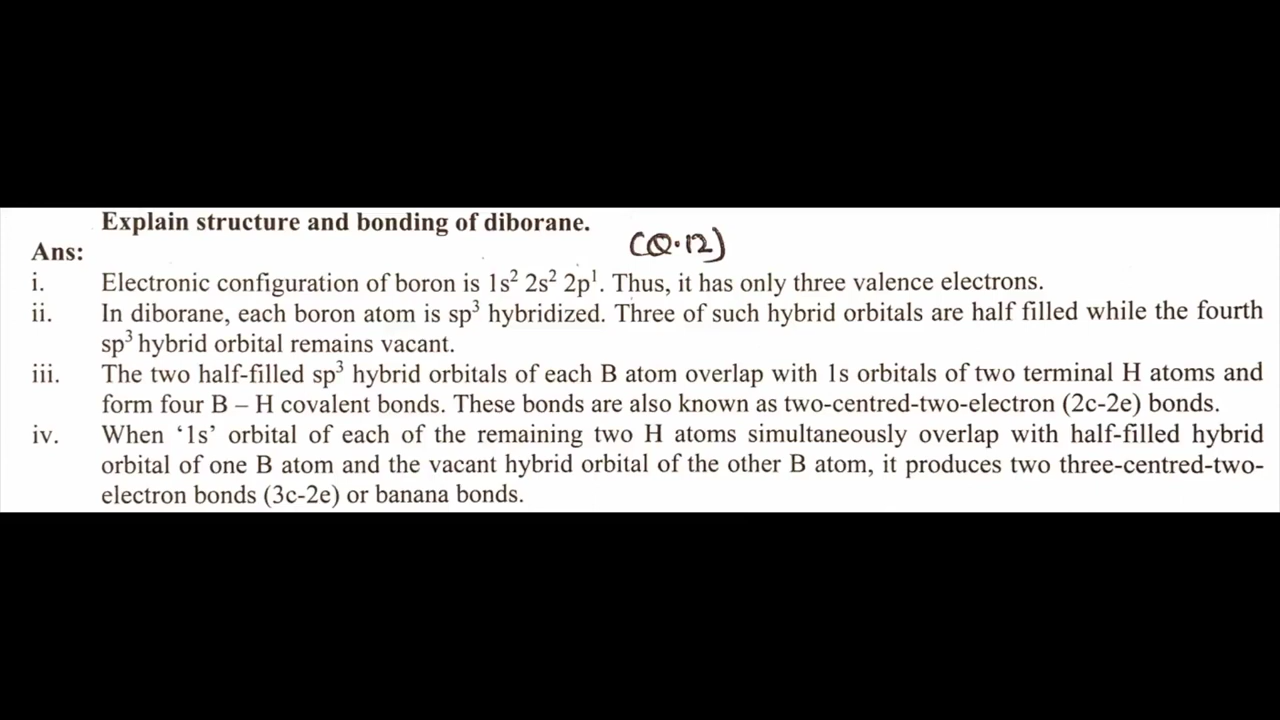 Explain structure and bonding of diborane.
(Q.12)
Ans:
i. Electronic configuration of boron is 1s² 2s² 2p¹. Thus, it has only three valence electrons.
ii. In diborane, each boron atom is sp³ hybridized. Three of such hybrid orbitals are half filled while the fourth
sp³ hybrid orbital remains vacant.
iii. The two half-filled sp³ hybrid orbitals of each B atom overlap with 1s orbitals of two terminal H atoms and
form four B – H covalent bonds. These bonds are also known as two-centred-two-electron (2c-2e) bonds.
iv. When ‘1s’ orbital of each of the remaining two H atoms simultaneously overlap with half-filled hybrid
orbital of one B atom and the vacant hybrid orbital of the other B atom, it produces two three-centred-two-
electron bonds (3c-2e) or banana bonds.